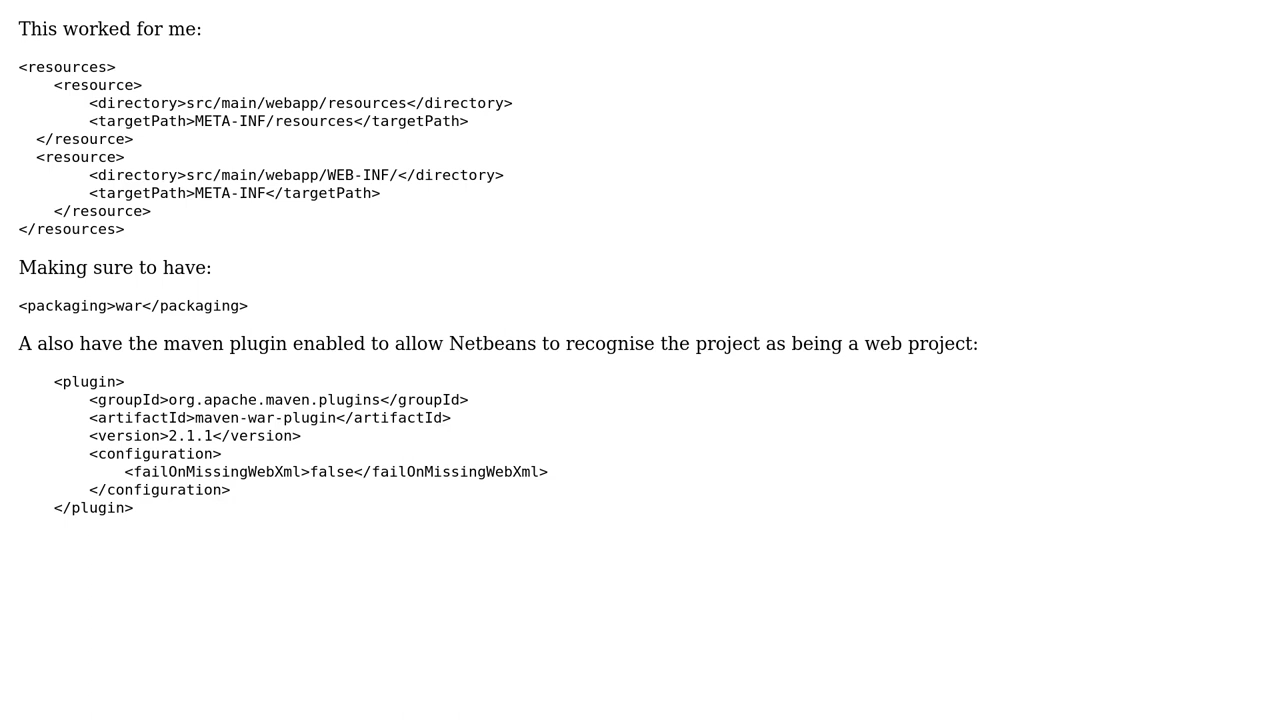 This worked for me:
<resources>
    <resource>
        <directory>src/main/webapp/resources</directory>
        <targetPath>META-INF/resources</targetPath>
  </resource>
  <resource>
        <directory>src/main/webapp/WEB-INF/</directory>
        <targetPath>META-INF</targetPath>
    </resource>
</resources>
Making sure to have:
<packaging>war</packaging>
A also have the maven plugin enabled to allow Netbeans to recognise the project as being a web project:
    <plugin>
        <groupId>org.apache.maven.plugins</groupId>
        <artifactId>maven-war-plugin</artifactId>
        <version>2.1.1</version>
        <configuration>
            <failOnMissingWebXml>false</failOnMissingWebXml>
        </configuration>
    </plugin>